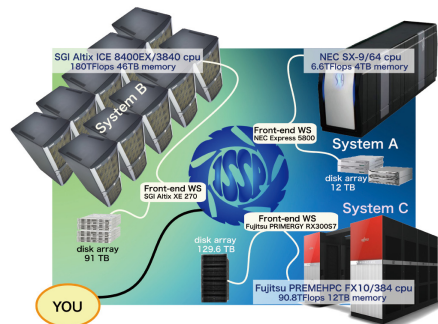 SGI Altix ICE 8400EX/3840 cpu
180TFlops 46TB memory
System B
NEC SX-9/64 cpu
6.6TFlops 4TB memory
Front-end WS
NEC Express 5800
System A
disk array
12 TB
Front-end WS
SGI Altix XE 270
ISSP
Front-end WS
Fujitsu PRIMERGY RX300S7
System C
disk array
91 TB
disk array
129.6 TB
YOU
Fujitsu PREMEHPC FX10/384 cpu
90.8TFlops 12TB memory